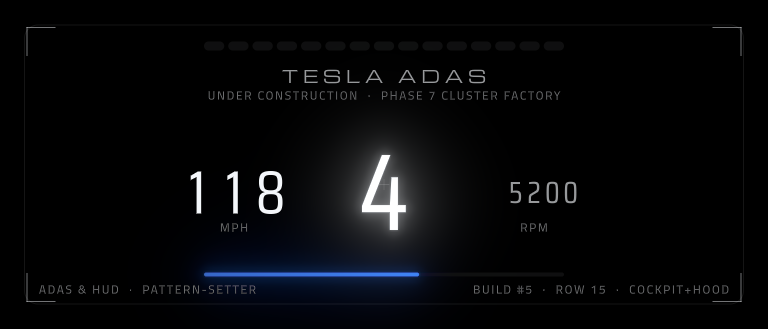 TESLA ADAS
UNDER CONSTRUCTION · PHASE 7 CLUSTER FACTORY
118
MPH
4
5200
RPM
ADAS & HUD · PATTERN-SETTER
BUILD #5 · ROW 15 · COCKPIT+HOOD